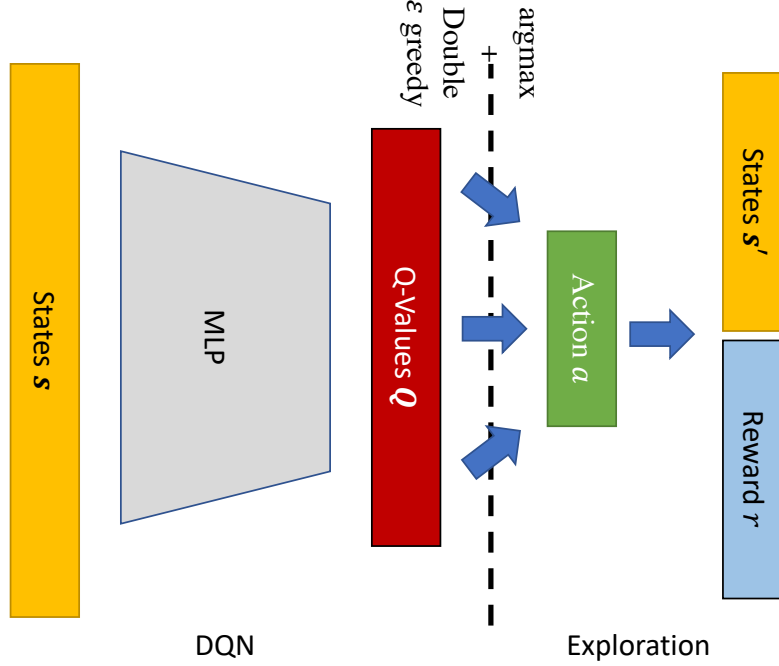 argmax
+
Double
ε greedy
States s′
Reward r
Action a
Q-Values Q
MLP
States s
DQN
Exploration